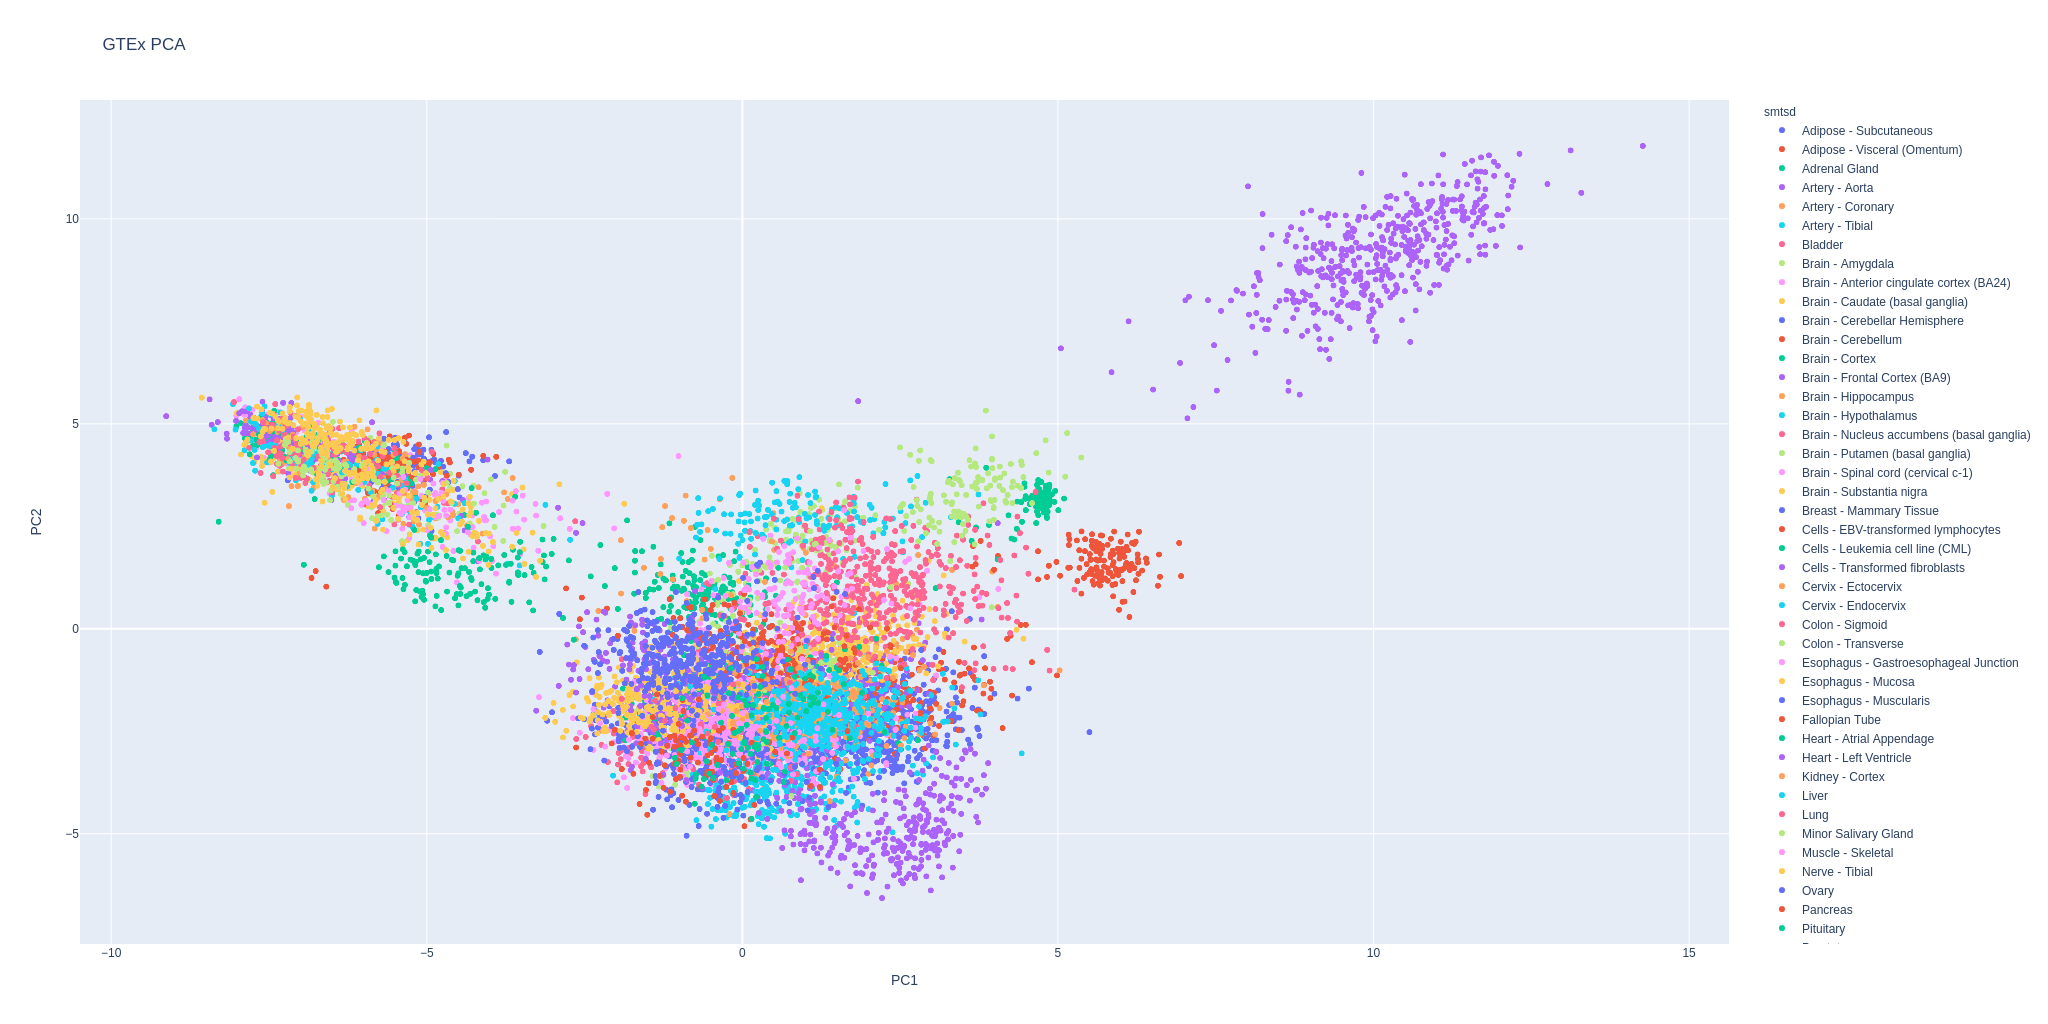 GTEx PCA
smtsd
Adipose - Subcutaneous
Adipose - Visceral (Omentum)
Adrenal Gland
Artery - Aorta
Artery - Coronary
Artery - Tibial
Bladder
Brain - Amygdala
Brain - Anterior cingulate cortex (BA24)
Brain - Caudate (basal ganglia)
Brain - Cerebellar Hemisphere
Brain - Cerebellum
Brain - Cortex
Brain - Frontal Cortex (BA9)
Brain - Hippocampus
Brain - Hypothalamus
Brain - Nucleus accumbens (basal ganglia)
Brain - Putamen (basal ganglia)
Brain - Spinal cord (cervical c-1)
Brain - Substantia nigra
Breast - Mammary Tissue
Cells - EBV-transformed lymphocytes
Cells - Leukemia cell line (CML)
Cells - Transformed fibroblasts
Cervix - Ectocervix
Cervix - Endocervix
Colon - Sigmoid
Colon - Transverse
Esophagus - Gastroesophageal Junction
Esophagus - Mucosa
Esophagus - Muscularis
Fallopian Tube
Heart - Atrial Appendage
Heart - Left Ventricle
Kidney - Cortex
Liver
Lung
Minor Salivary Gland
Muscle - Skeletal
Nerve - Tibial
Ovary
Pancreas
Pituitary
10
5
0
−5
PC2
−10
−5
0
5
10
15
PC1